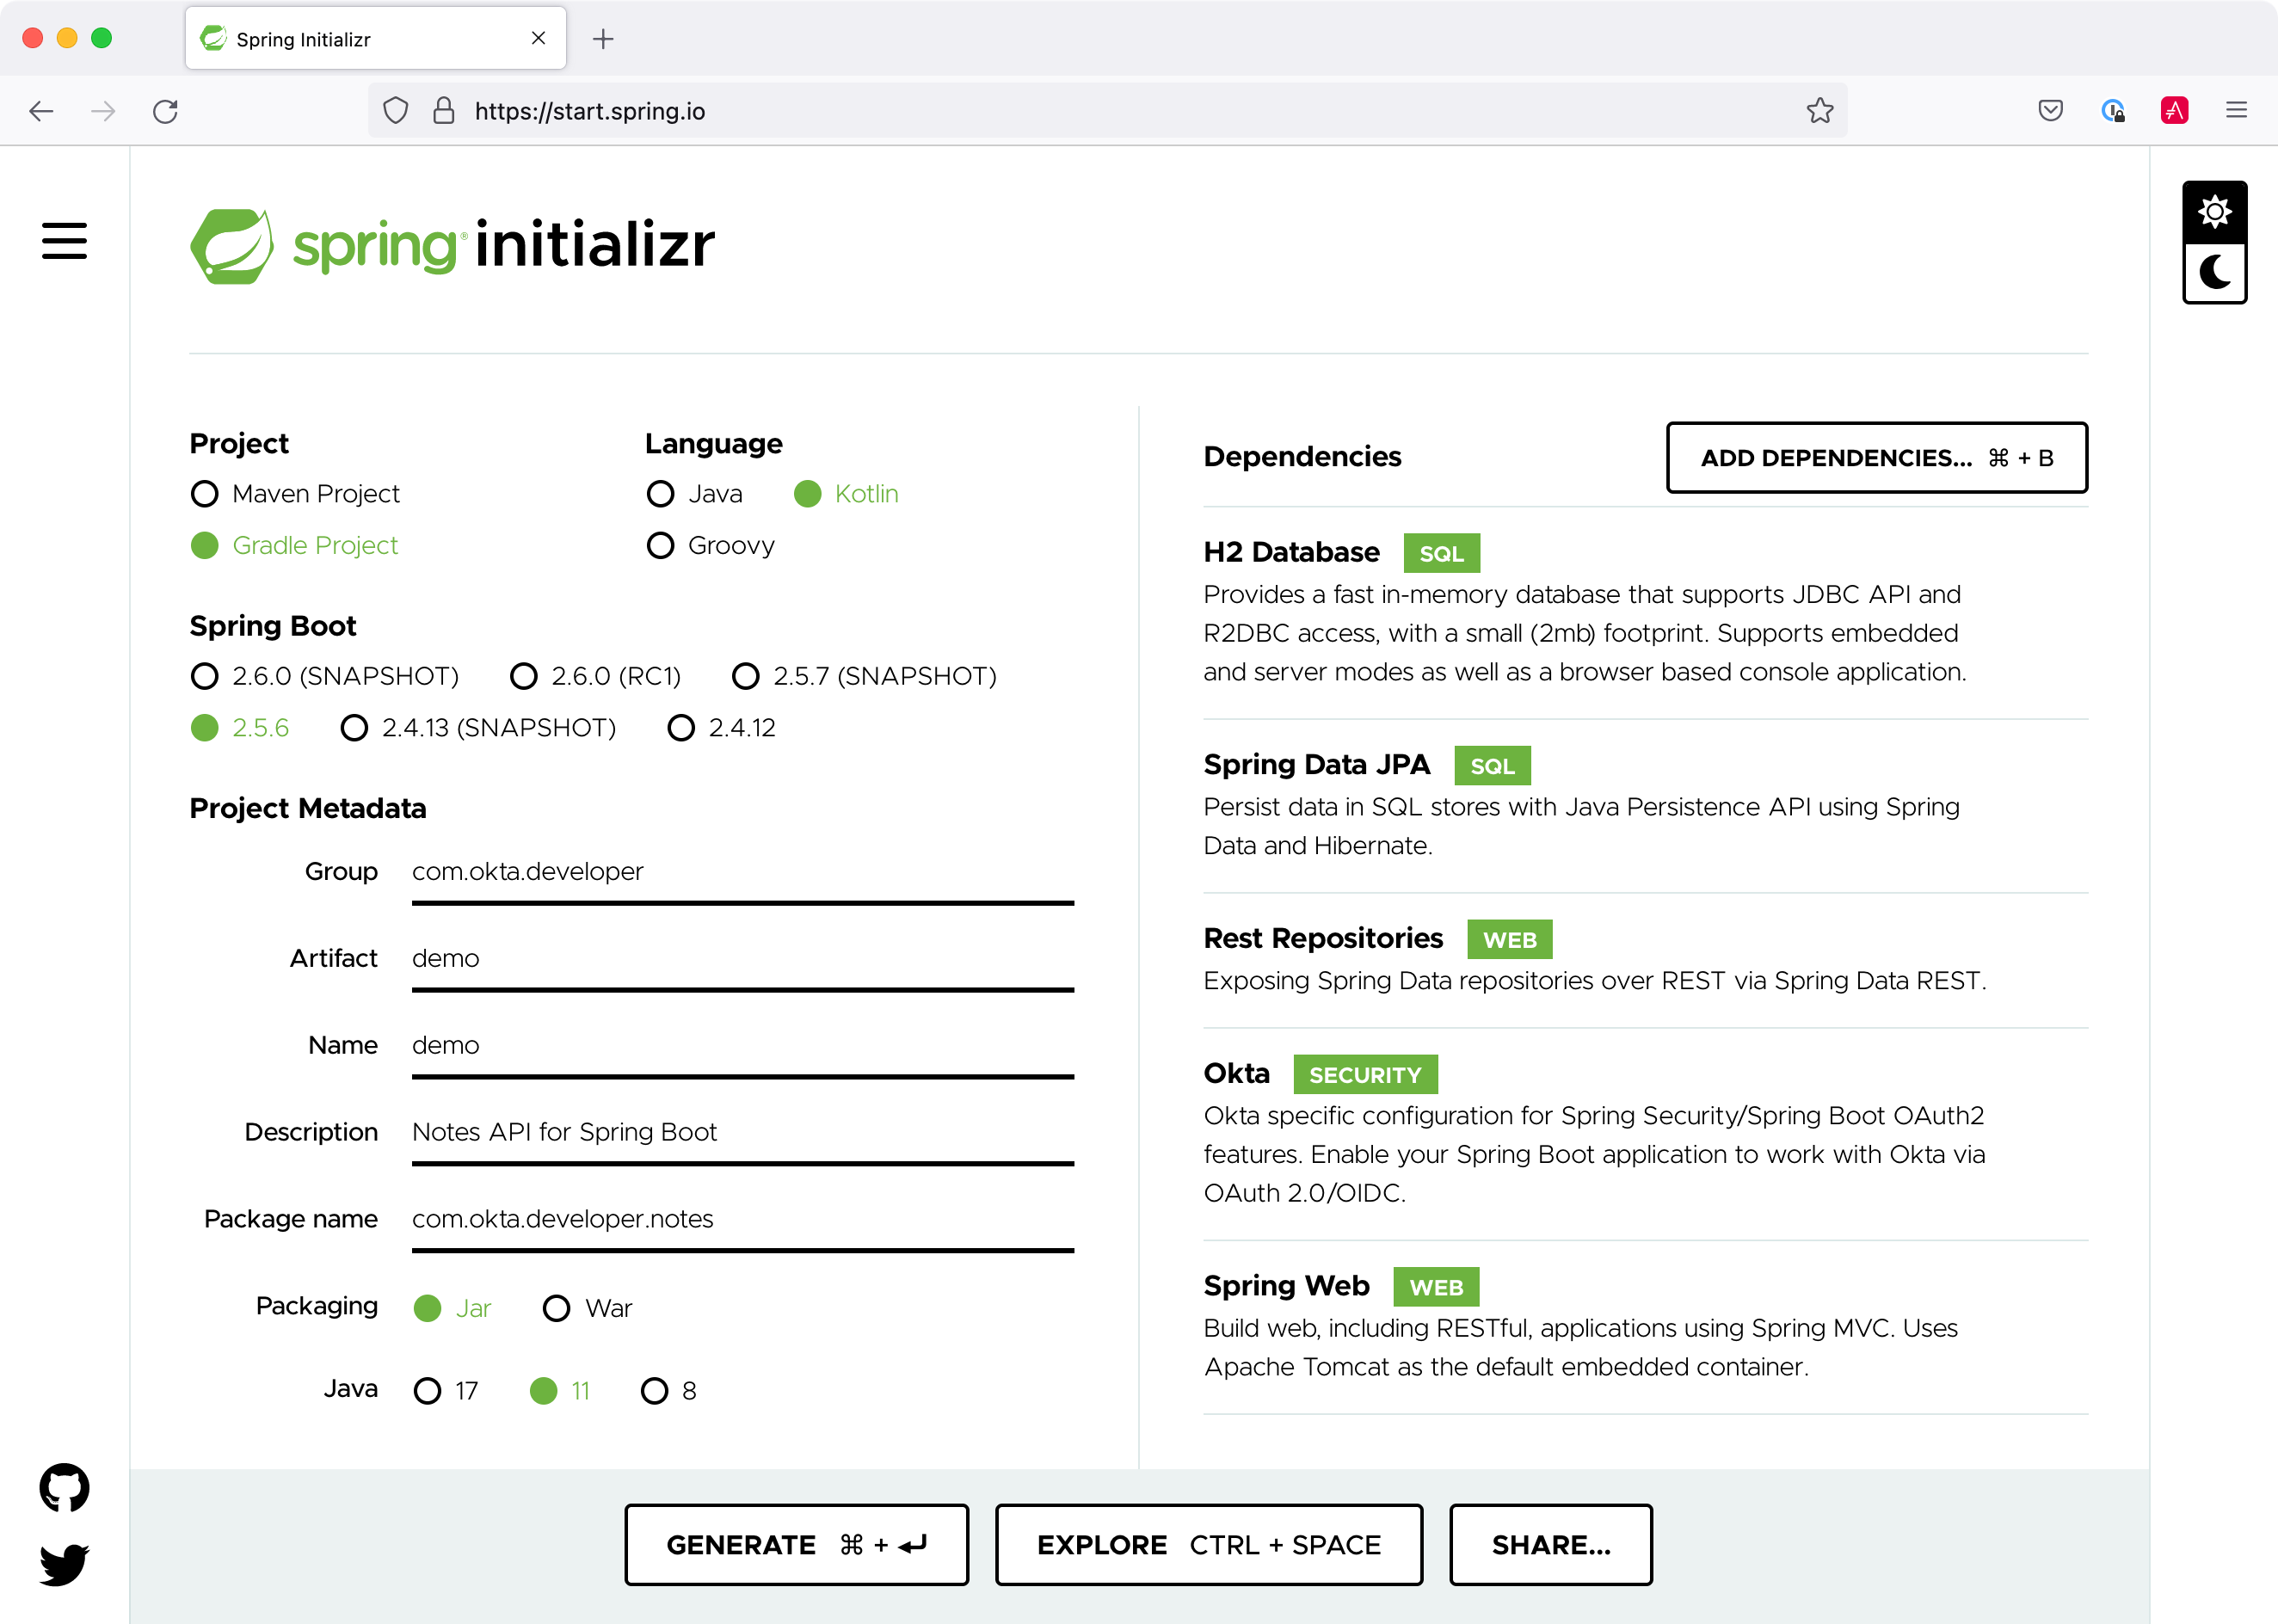 Spring Initializr
https://start.spring.io
spring® initializr
Project
Maven Project
Gradle Project
Language
Java
Kotlin
Groovy
Spring Boot
2.6.0 (SNAPSHOT) 2.6.0 (RC1) 2.5.7 (SNAPSHOT)
2.5.6 2.4.13 (SNAPSHOT) 2.4.12
Project Metadata
Group com.okta.developer
Artifact demo
Name demo
Description Notes API for Spring Boot
Package name com.okta.developer.notes
Packaging Jar War
Java 17 11 8
Dependencies
ADD DEPENDENCIES... ⌘ + B
H2 Database SQL
Provides a fast in-memory database that supports JDBC API and
R2DBC access, with a small (2mb) footprint. Supports embedded
and server modes as well as a browser based console application.
Spring Data JPA SQL
Persist data in SQL stores with Java Persistence API using Spring
Data and Hibernate.
Rest Repositories WEB
Exposing Spring Data repositories over REST via Spring Data REST.
Okta SECURITY
Okta specific configuration for Spring Security/Spring Boot OAuth2
features. Enable your Spring Boot application to work with Okta via
OAuth 2.0/OIDC.
Spring Web WEB
Build web, including RESTful, applications using Spring MVC. Uses
Apache Tomcat as the default embedded container.
GENERATE ⌘ + ⏎
EXPLORE CTRL + SPACE
SHARE...